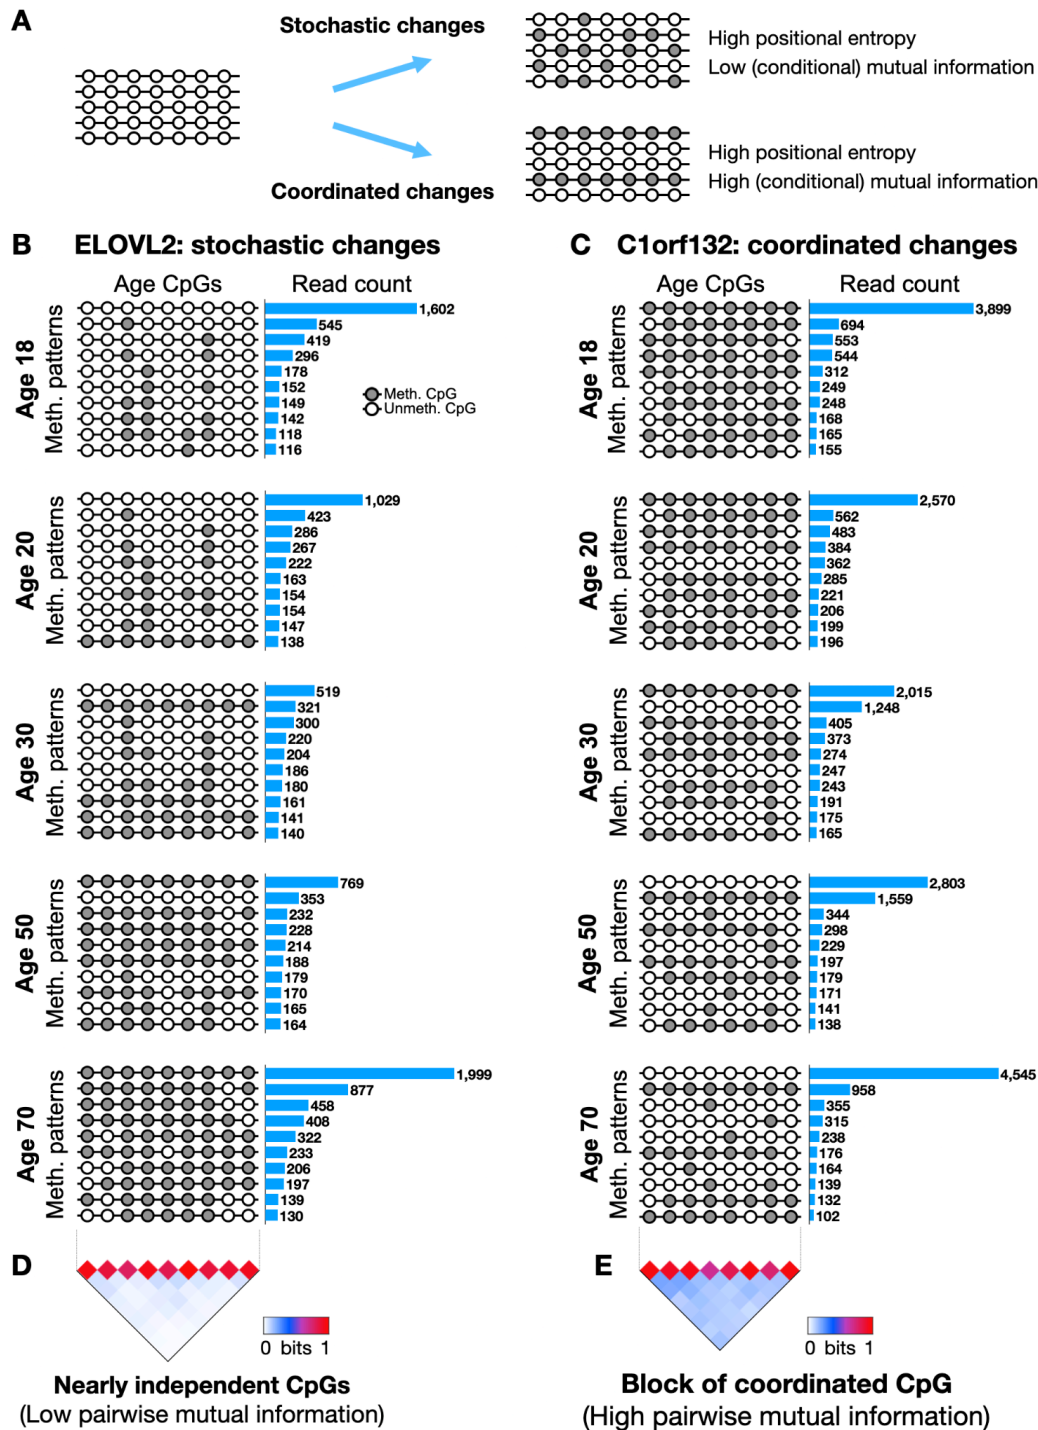 A
Stochastic changes
High positional entropy
Low (conditional) mutual information
High positional entropy
High (conditional) mutual information
Coordinated changes
B ELOVL2: stochastic changes
Age CpGs Read count
Age 18
Meth. patterns
1,602
545
419
296
178
152
149
142
118
116
Meth. CpG
Unmeth. CpG
Age 20
Meth. patterns
1,029
423
286
267
222
163
154
154
147
138
Age 30
Meth. patterns
519
321
300
220
204
186
180
161
141
140
Age 50
Meth. patterns
769
353
232
228
214
188
179
170
165
164
Age 70
Meth. patterns
1,999
877
458
408
322
233
206
197
139
130
C C1orf132: coordinated changes
Age CpGs Read count
Age 18
Meth. patterns
3,899
694
553
544
312
249
248
168
165
155
Age 20
Meth. patterns
2,570
562
483
384
362
285
221
206
199
196
Age 30
Meth. patterns
2,015
1,248
405
373
274
247
243
191
175
165
Age 50
Meth. patterns
2,803
1,559
344
298
229
197
179
171
141
138
Age 70
Meth. patterns
4,545
958
355
315
238
176
164
139
132
102
D
0 bits 1
Nearly independent CpGs
(Low pairwise mutual information)
E
0 bits 1
Block of coordinated CpG
(High pairwise mutual information)